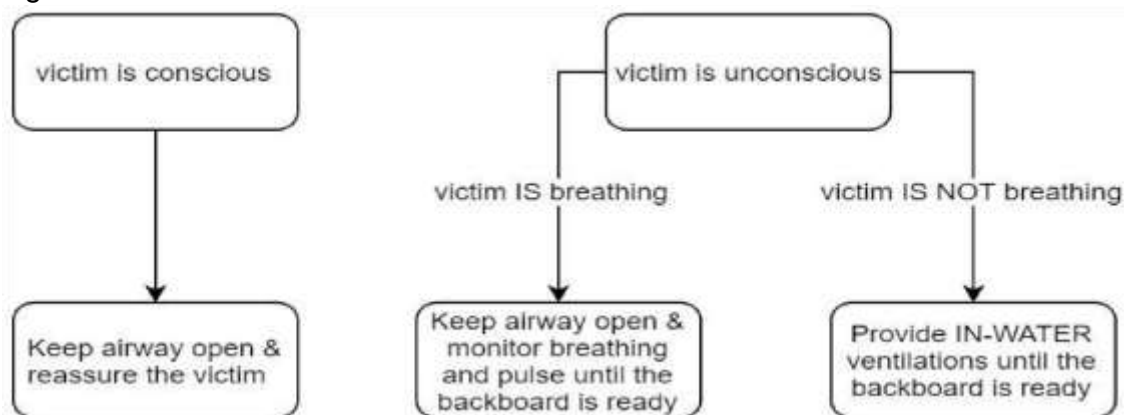 victim is conscious
victim is unconscious
victim IS breathing
victim IS NOT breathing
Keep airway open &
reassure the victim
Keep airway open &
monitor breathing
and pulse until the
backboard is ready
Provide IN-WATER
ventilations until the
backboard is ready